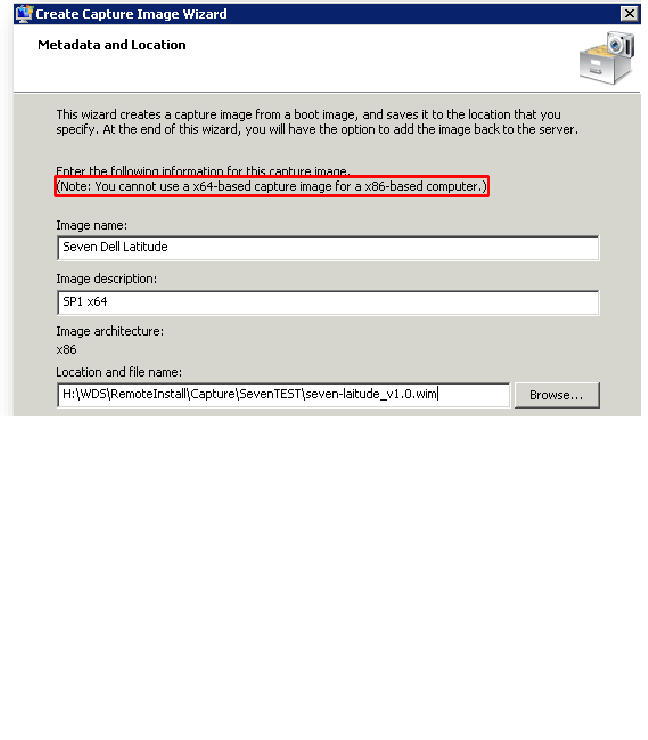 Create Capture Image Wizard
Metadata and Location
This wizard creates a capture image from a boot image, and saves it to the location that you
specify. At the end of this wizard, you will have the option to add the image back to the server.
Enter the following information for this capture image.
(Note: You cannot use a x64-based capture image for a x86-based computer.)
Image name:
Seven Dell Latitude
Image description:
SP1 x64
Image architecture:
x86
Location and file name:
H:\WDS\RemoteInstall\Capture\SevenTEST\seven-laitude_v1.0.wim
Browse...